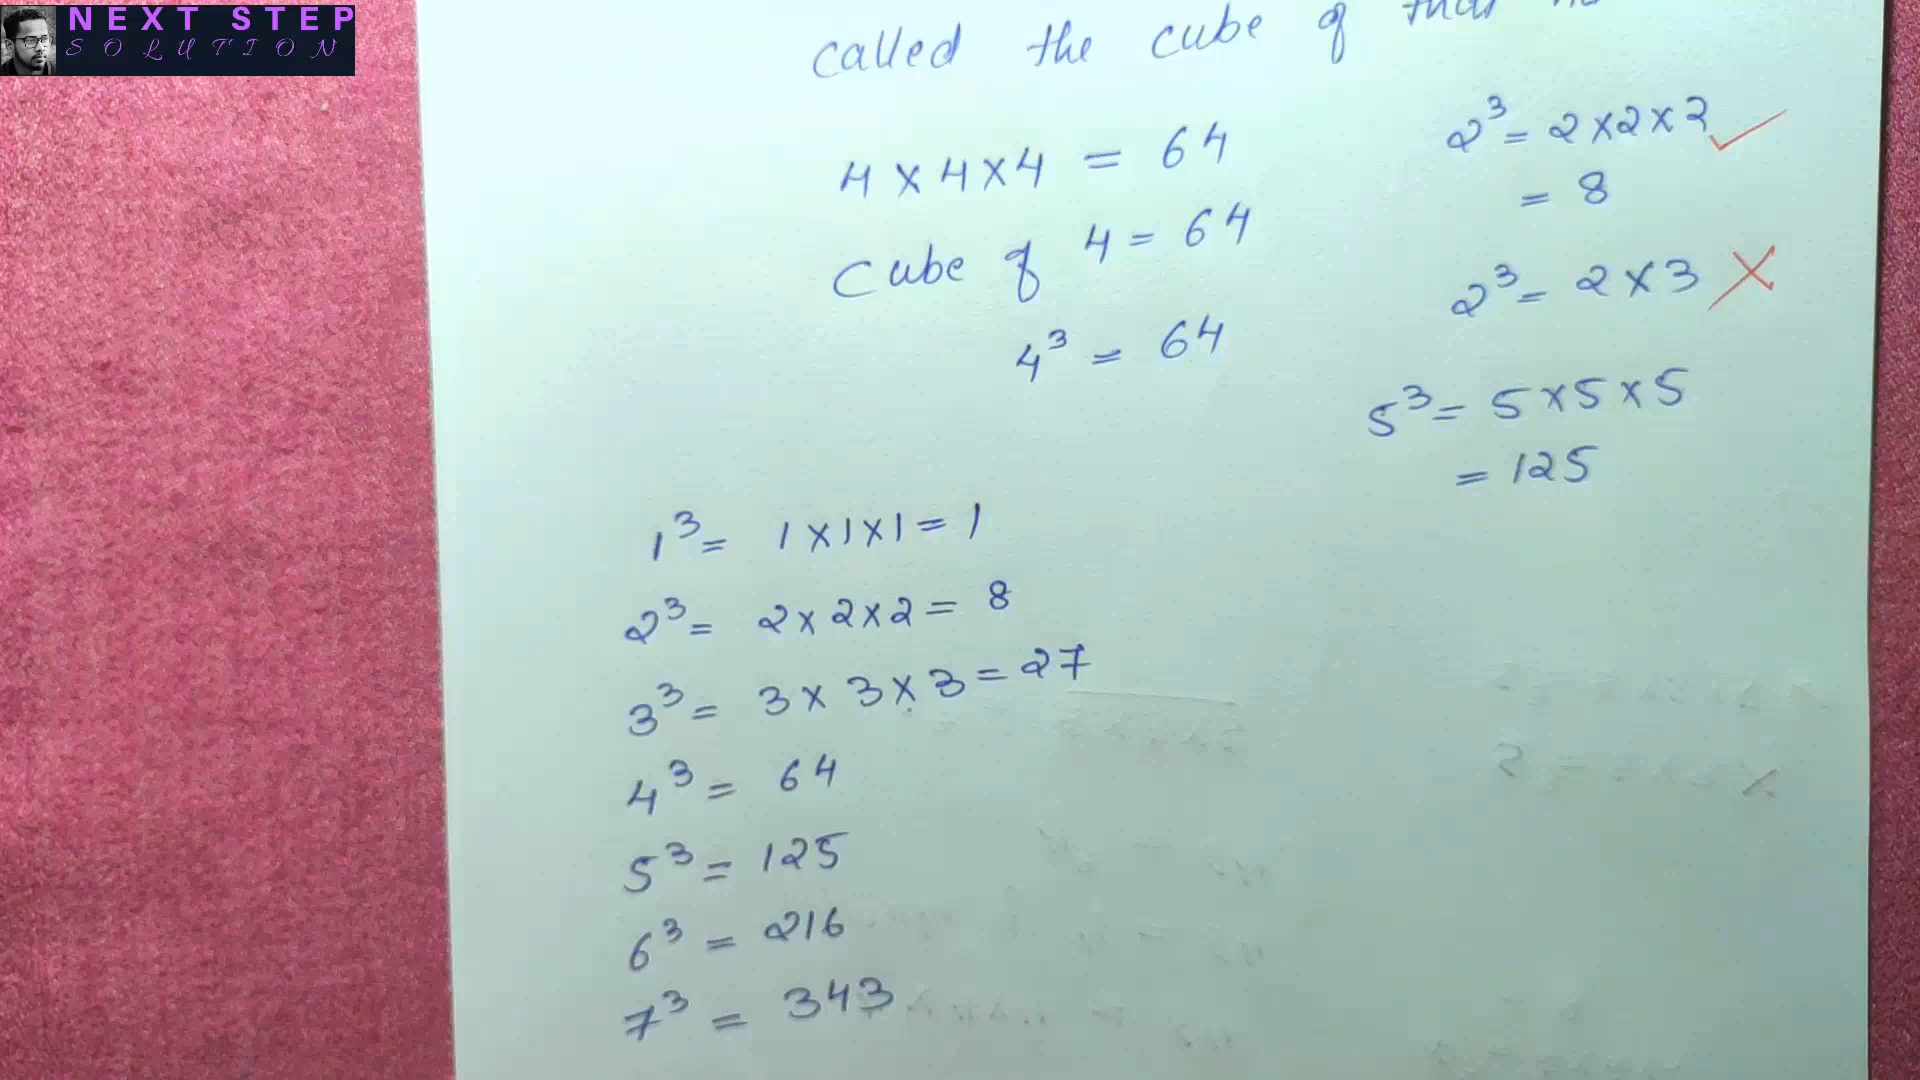 NEXT STEP
SOLUTION
called the cube of that
4 × 4 × 4 = 64
Cube of 4 = 64
4³ = 64
2³ = 2 × 2 × 2 ✓
= 8
2³ = 2 × 3 ✗
5³ = 5 × 5 × 5
= 125
1³ = 1 × 1 × 1 = 1
2³ = 2 × 2 × 2 = 8
3³ = 3 × 3 × 3 = 27
4³ = 64
5³ = 125
6³ = 216
7³ = 343